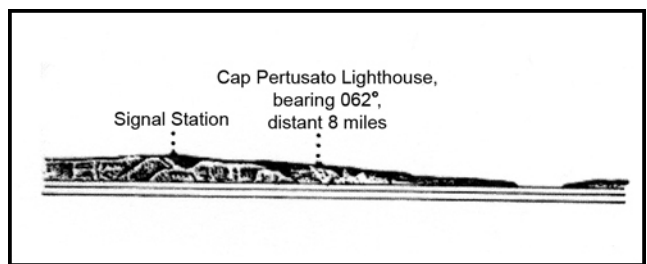 Cap Pertusato Lighthouse,
bearing 062°,
distant 8 miles
Signal Station